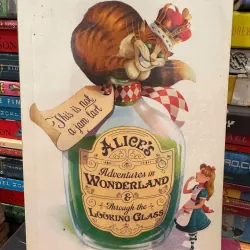 This is not
a jam tart
ALICE'S
Adventures in
WONDERLAND
&
Through the
LOOKING GLASS